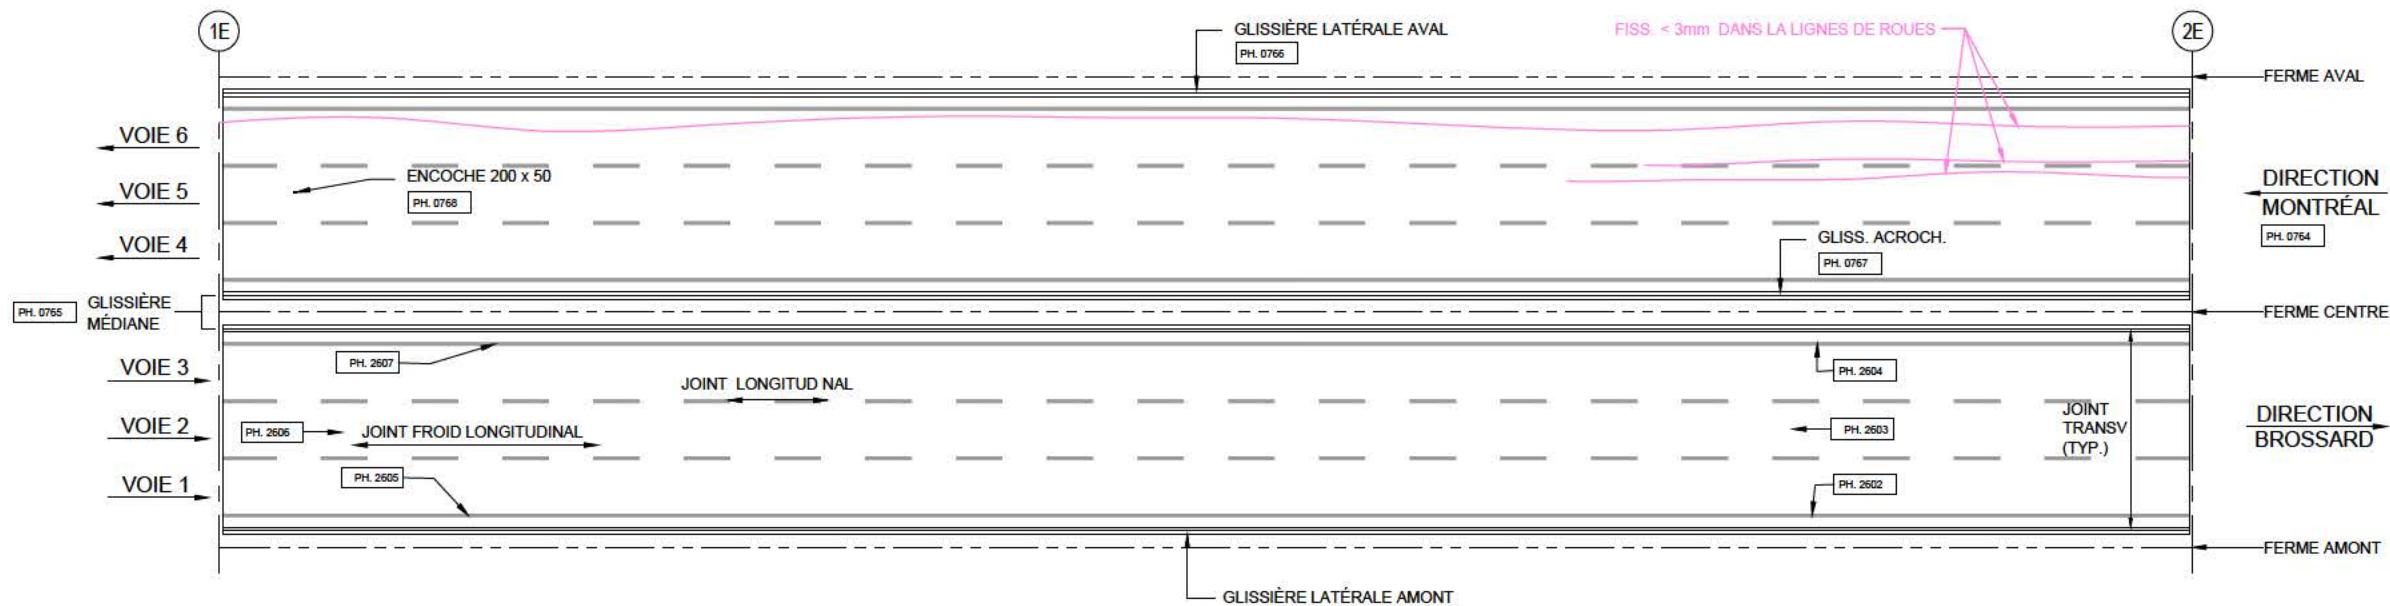 1E
GLISSIÈRE LATÉRALE AVAL
PH. 0766
FISS. < 3mm DANS LA LIGNES DE ROUES
2E
FERME AVAL
VOIE 6
VOIE 5
VOIE 4
ENCOCHE 200 x 50
PH. 0768
DIRECTION
MONTRÉAL
PH. 0764
GLISS. ACROCH.
PH. 0767
PH. 0765
GLISSIÈRE
MÉDIANE
FERME CENTRE
PH. 2607
PH. 2604
VOIE 3
JOINT LONGITUD NAL
VOIE 2
PH. 2606
JOINT FROID LONGITUDINAL
PH. 2603
JOINT
TRANSV
(TYP.)
DIRECTION
BROSSARD
VOIE 1
PH. 2605
PH. 2602
FERME AMONT
GLISSIÈRE LATÉRALE AMONT